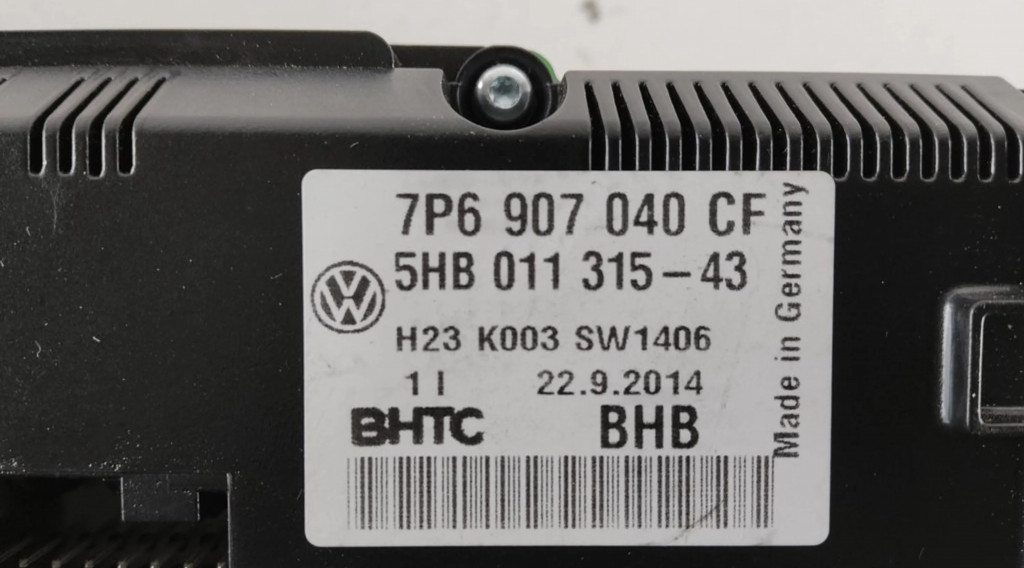 7P6 907 040 CF
5HB 011 315-43
H23 K003 SW1406
1I 22.9.2014
BHTC BHB
Made in Germany